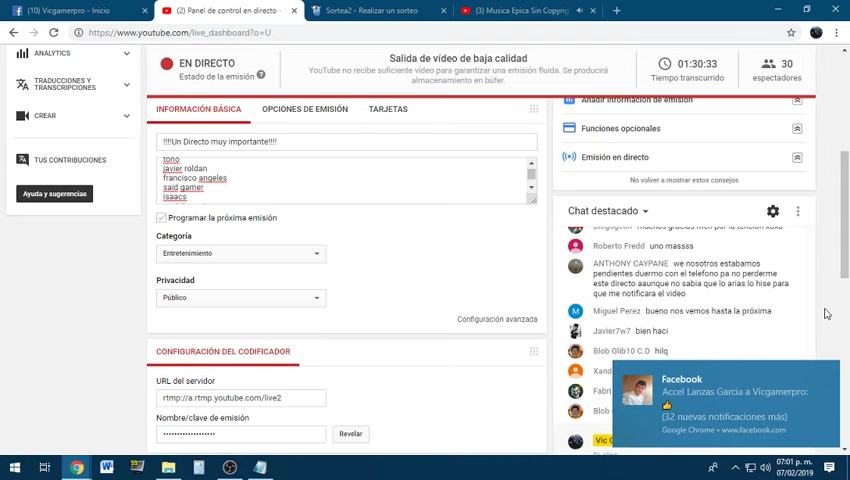 (10) Vicgamerpro - Inicio
(2) Panel de control en directo -
Sortea2 - Realizar un sorteo
(3) Musica Epica Sin Copyrig
https://www.youtube.com/live_dashboard?o=U
ANALYTICS
TRADUCCIONES Y
TRANSCRIPCIONES
CREAR
TUS CONTRIBUCIONES
Ayuda y sugerencias
EN DIRECTO
Estado de la emisión
Salida de vídeo de baja calidad
YouTube no recibe suficiente vídeo para garantizar una emisión fluida. Se producirá
almacenamiento en búfer.
01:30:33
Tiempo transcurrido
30
espectadores
INFORMACIÓN BÁSICA
OPCIONES DE EMISIÓN
TARJETAS
!!!!Un Directo muy importante!!!!
tono
javier roldan
francisco angeles
said gamer
isaacs
Programar la próxima emisión
Categoría
Entretenimiento
Privacidad
Público
Configuración avanzada
CONFIGURACIÓN DEL CODIFICADOR
URL del servidor
rtmp://a.rtmp.youtube.com/live2
Nombre/clave de emisión
Revelar
Añadir información de emisión
Funciones opcionales
Emisión en directo
No volver a mostrar estos consejos
Chat destacado
Roberto Fredd uno massss
ANTHONY CAYPANE we nosotros estabamos
pendientes duermo con el telefono pa no perderme
este directo aaunque no sabia que lo arias lo hise para
que me notificara el video
Miguel Perez bueno nos vemos hasta la próxima
Javier7w7 bien haci
Blob Glib10 C.D hilq
Xand
Fabri
Blob
Vic G
Facebook
Accel Lanzas Garcia a Vicgamerpro:
👍
(32 nuevas notificaciones más)
Google Chrome • www.facebook.com
07:01 p. m.
07/02/2019